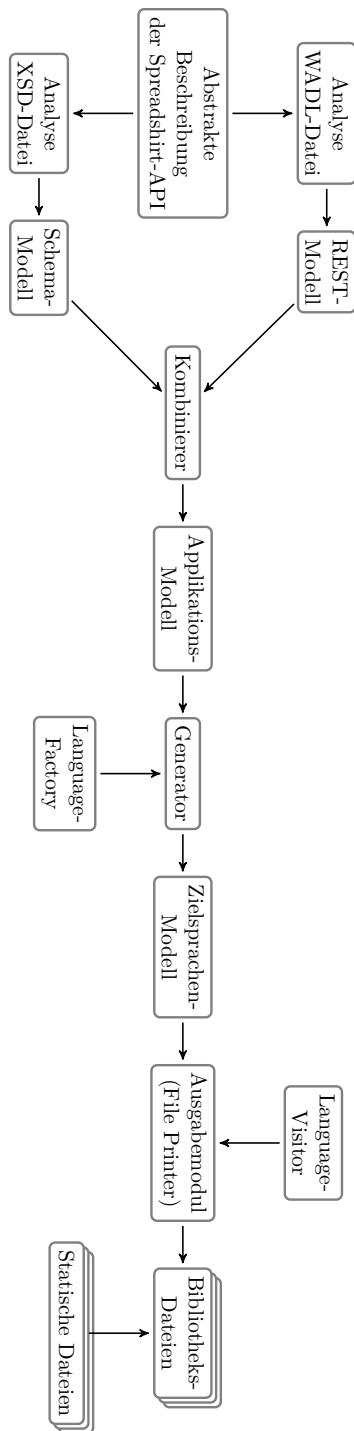 Abstrakte
Beschreibung
der Spreadshirt-API
Analyse
WADL-Datei
REST-
Modell
Analyse
XSD-Datei
Schema-
Modell
Kombinierer
Applikations-
Modell
Generator
Language-
Factory
Zielsprachen-
Modell
Ausgabemodul
(File Printer)
Language-
Visitor
Bibliotheks-
Dateien
Statische Dateien